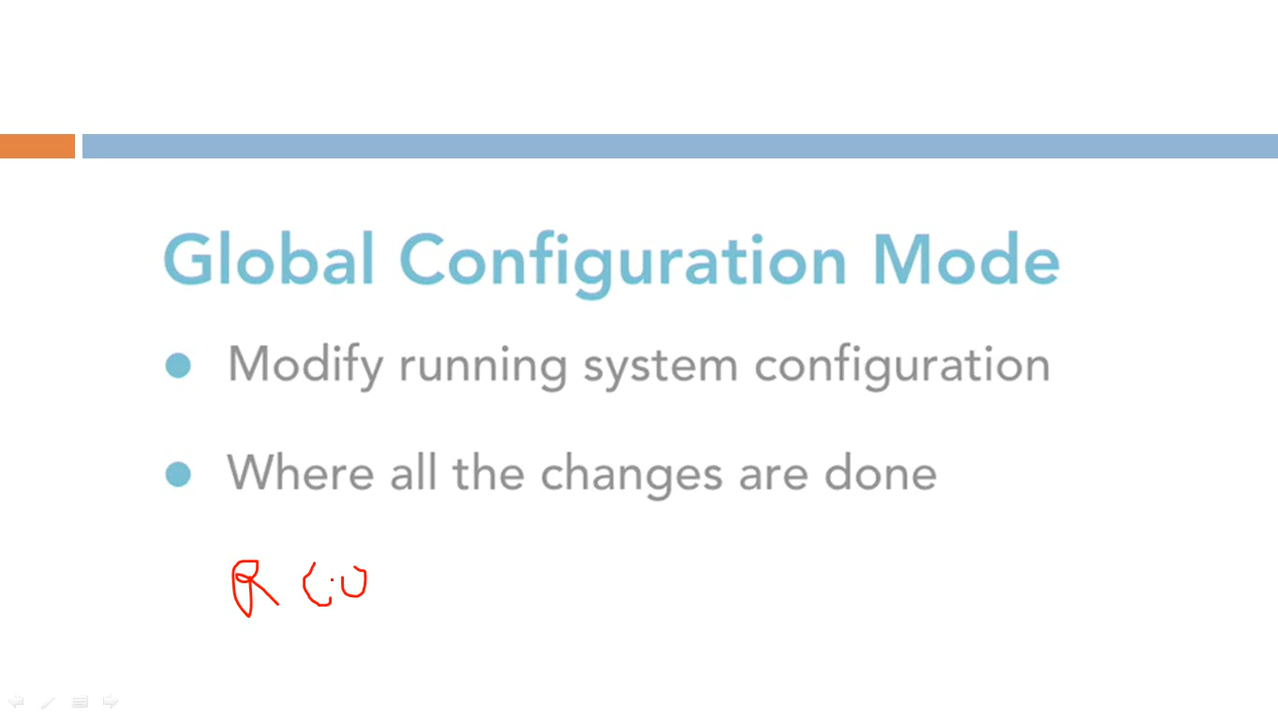 Global Configuration Mode
Modify running system configuration
Where all the changes are done
R